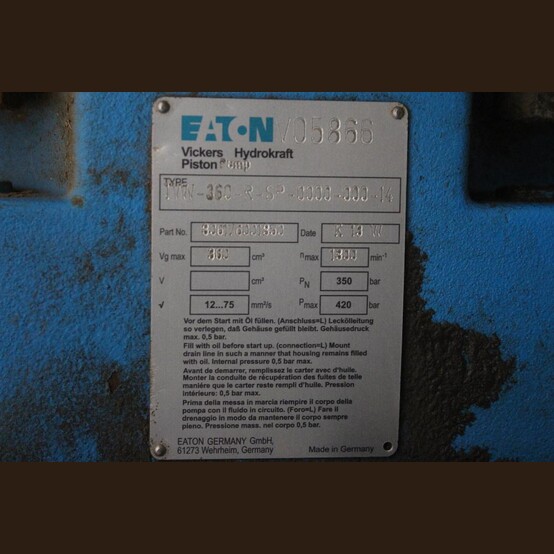 EATON V05866
Vickers Hydrokraft
Piston Pump
TYPE
Part No. Date
Vg max 360 cm³ nmax 1800 min⁻¹
V cm³ PN 350 bar
√ 12...75 mm²/s Pmax 420 bar
Vor dem Start mit Öl füllen. (Anschluss=L) Leckölleitung
so verlegen, daß Gehäuse gefüllt bleibt. Gehäusedruck
max. 0,5 bar.
Fill with oil before start up. (connection=L) Mount
drain line in such a manner that housing remains filled
with oil. Internal pressure 0,5 bar max.
Avant de demarrer, remplissez le carter avec d'huile.
Monter la conduite de récupération des fuites de telle
manière que le carter reste rempli d'huile. Pression
intérieure: 0,5 bar max.
Prima della messa in marcia riempire il corpo della
pompa con il fluido in circuito. (Foro=L) Fare il
drenaggio in modo da mantenere il corpo sempre
pieno. Pressione mass. nel corpo 0,5 bar.
EATON GERMANY GmbH,
61273 Wehrheim, Germany Made in Germany